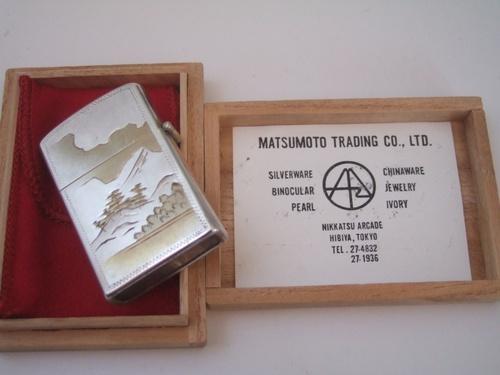 MATSUMOTO TRADING CO., LTD.
SILVERWARE CHINAWARE
BINOCULAR JEWELRY
PEARL IVORY
NIKKATSU ARCADE
HIBIYA, TOKYO
TEL. 27-4832
27-1936